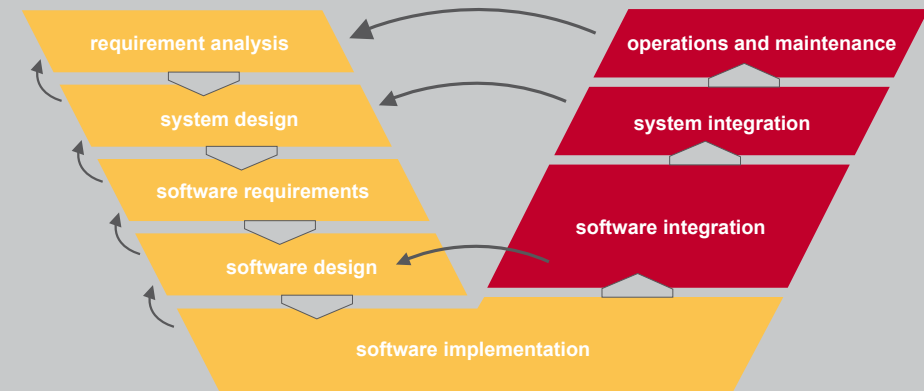 requirement analysis
operations and maintenance
system design
system integration
software requirements
software integration
software design
software implementation